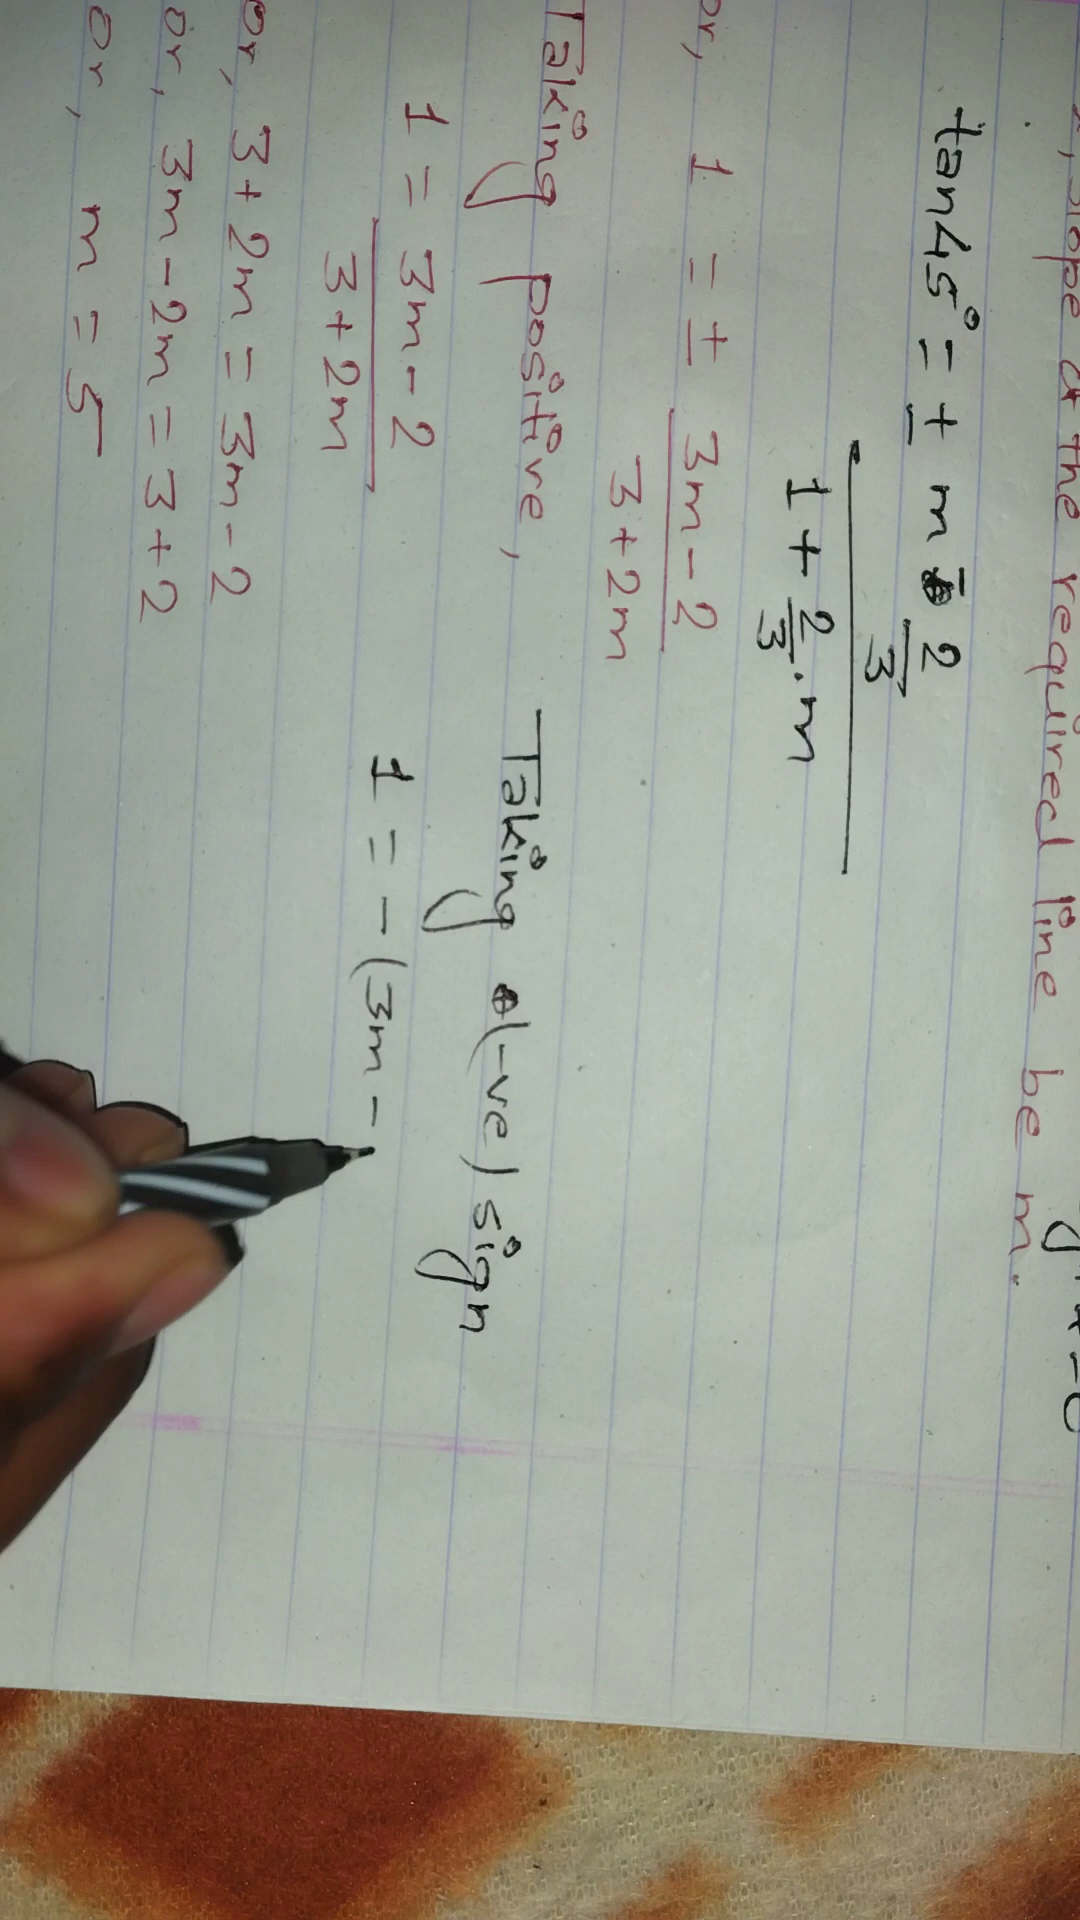 slope of the required line be m.
tan45° = ± m - 2/3
1 + 2/3 . m
or, 1 = ± 3m - 2
3 + 2m
Taking positive,
1 = 3m - 2
3 + 2m
or, 3 + 2m = 3m - 2
or, 3m - 2m = 3 + 2
or, m = 5
Taking (-ve) sign
1 = - (3m -